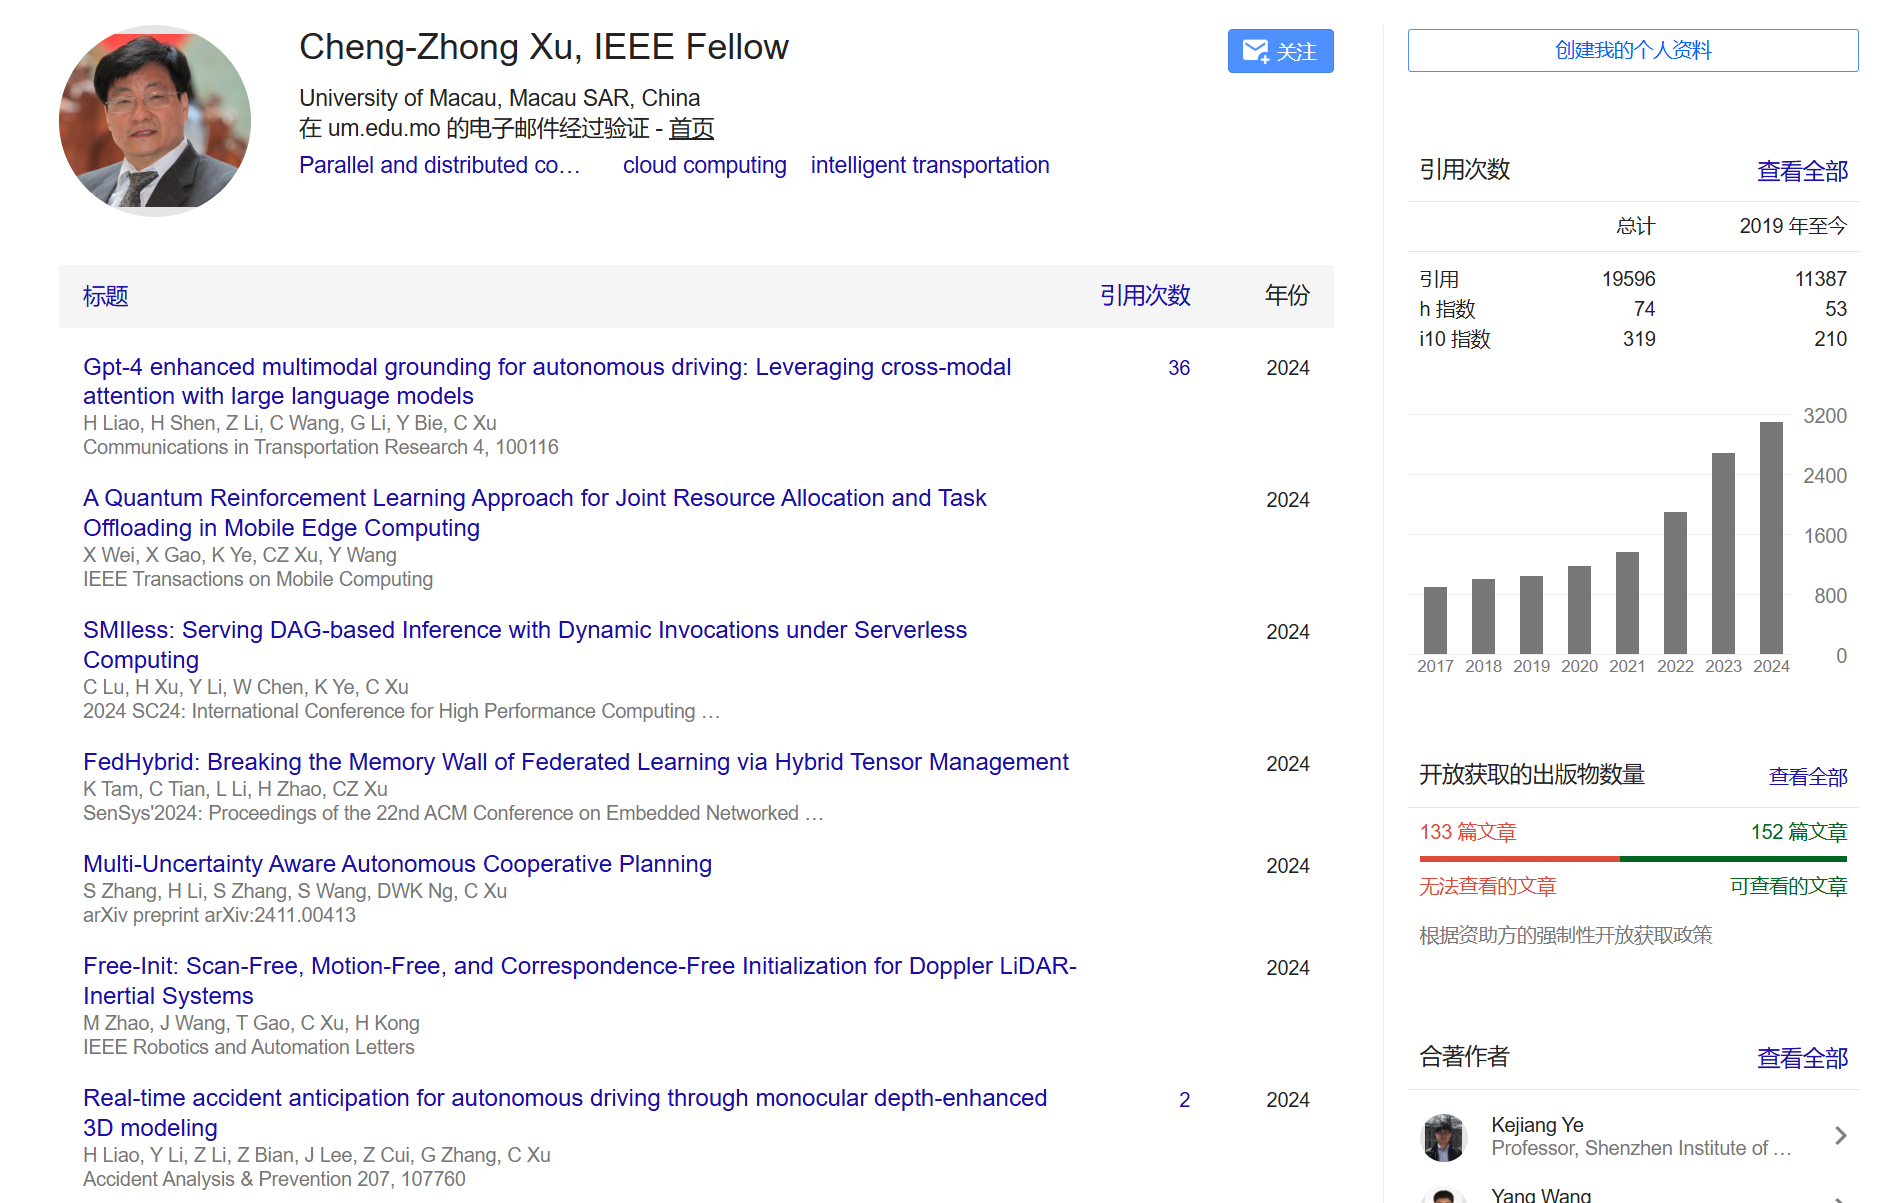 Cheng-Zhong Xu, IEEE Fellow
关注
University of Macau, Macau SAR, China
在 um.edu.mo 的电子邮件经过验证 - 首页
Parallel and distributed co… cloud computing intelligent transportation
标题 引用次数 年份
Gpt-4 enhanced multimodal grounding for autonomous driving: Leveraging cross-modal 36 2024
attention with large language models
H Liao, H Shen, Z Li, C Wang, G Li, Y Bie, C Xu
Communications in Transportation Research 4, 100116
A Quantum Reinforcement Learning Approach for Joint Resource Allocation and Task 2024
Offloading in Mobile Edge Computing
X Wei, X Gao, K Ye, CZ Xu, Y Wang
IEEE Transactions on Mobile Computing
SMIless: Serving DAG-based Inference with Dynamic Invocations under Serverless 2024
Computing
C Lu, H Xu, Y Li, W Chen, K Ye, C Xu
2024 SC24: International Conference for High Performance Computing …
FedHybrid: Breaking the Memory Wall of Federated Learning via Hybrid Tensor Management 2024
K Tam, C Tian, L Li, H Zhao, CZ Xu
SenSys'2024: Proceedings of the 22nd ACM Conference on Embedded Networked …
Multi-Uncertainty Aware Autonomous Cooperative Planning 2024
S Zhang, H Li, S Zhang, S Wang, DWK Ng, C Xu
arXiv preprint arXiv:2411.00413
Free-Init: Scan-Free, Motion-Free, and Correspondence-Free Initialization for Doppler LiDAR- 2024
Inertial Systems
M Zhao, J Wang, T Gao, C Xu, H Kong
IEEE Robotics and Automation Letters
Real-time accident anticipation for autonomous driving through monocular depth-enhanced 2 2024
3D modeling
H Liao, Y Li, Z Li, Z Bian, J Lee, Z Cui, G Zhang, C Xu
Accident Analysis & Prevention 207, 107760
创建我的个人资料
引用次数 查看全部
总计 2019 年至今
引用 19596 11387
h 指数 74 53
i10 指数 319 210
3200
2400
1600
800
0
2017 2018 2019 2020 2021 2022 2023 2024
开放获取的出版物数量 查看全部
133 篇文章 152 篇文章
无法查看的文章 可查看的文章
根据资助方的强制性开放获取政策
合著作者 查看全部
Kejiang Ye
Professor, Shenzhen Institute of …
Yang Wang